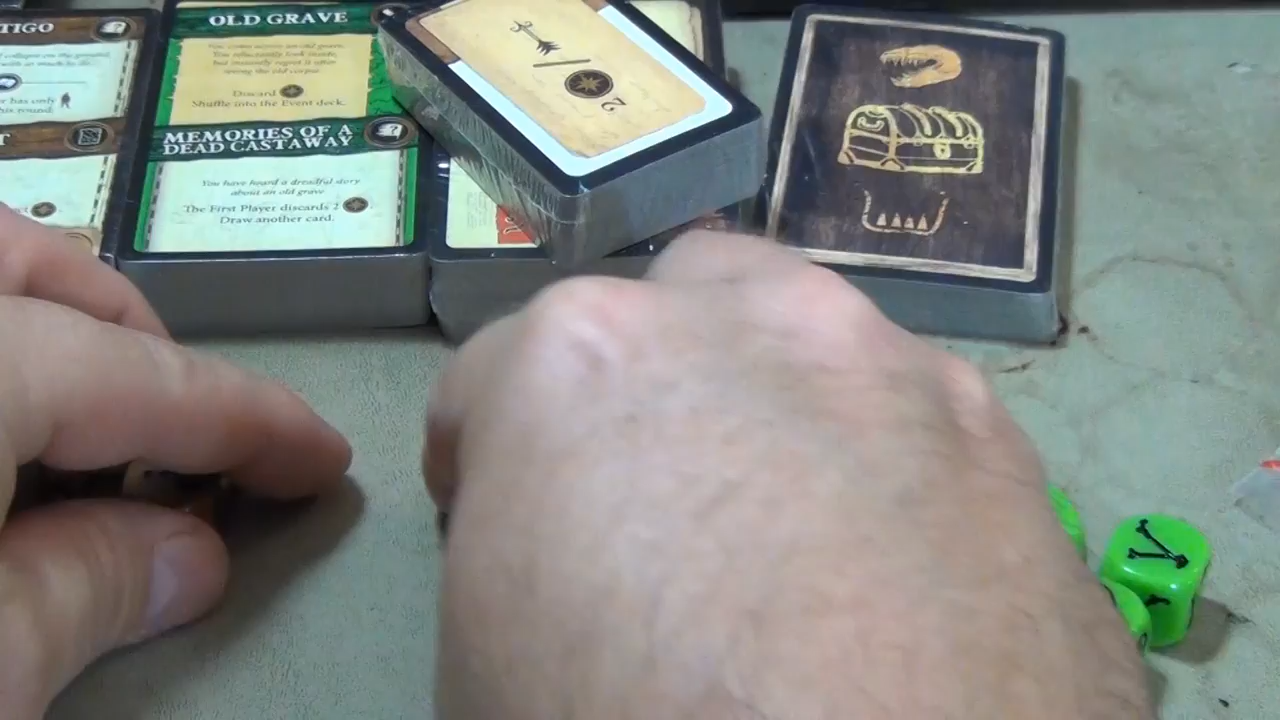 TIGO
er has only
his round.
T
OLD GRAVE
You come across an old grave.
You reluctantly look inside,
but instantly regret it after
seeing the old corpse.
Discard
Shuffle into the Event deck.
MEMORIES OF A
DEAD CASTAWAY
You have heard a dreadful story
about an old grave
The First Player discards 2
Draw another card.
2